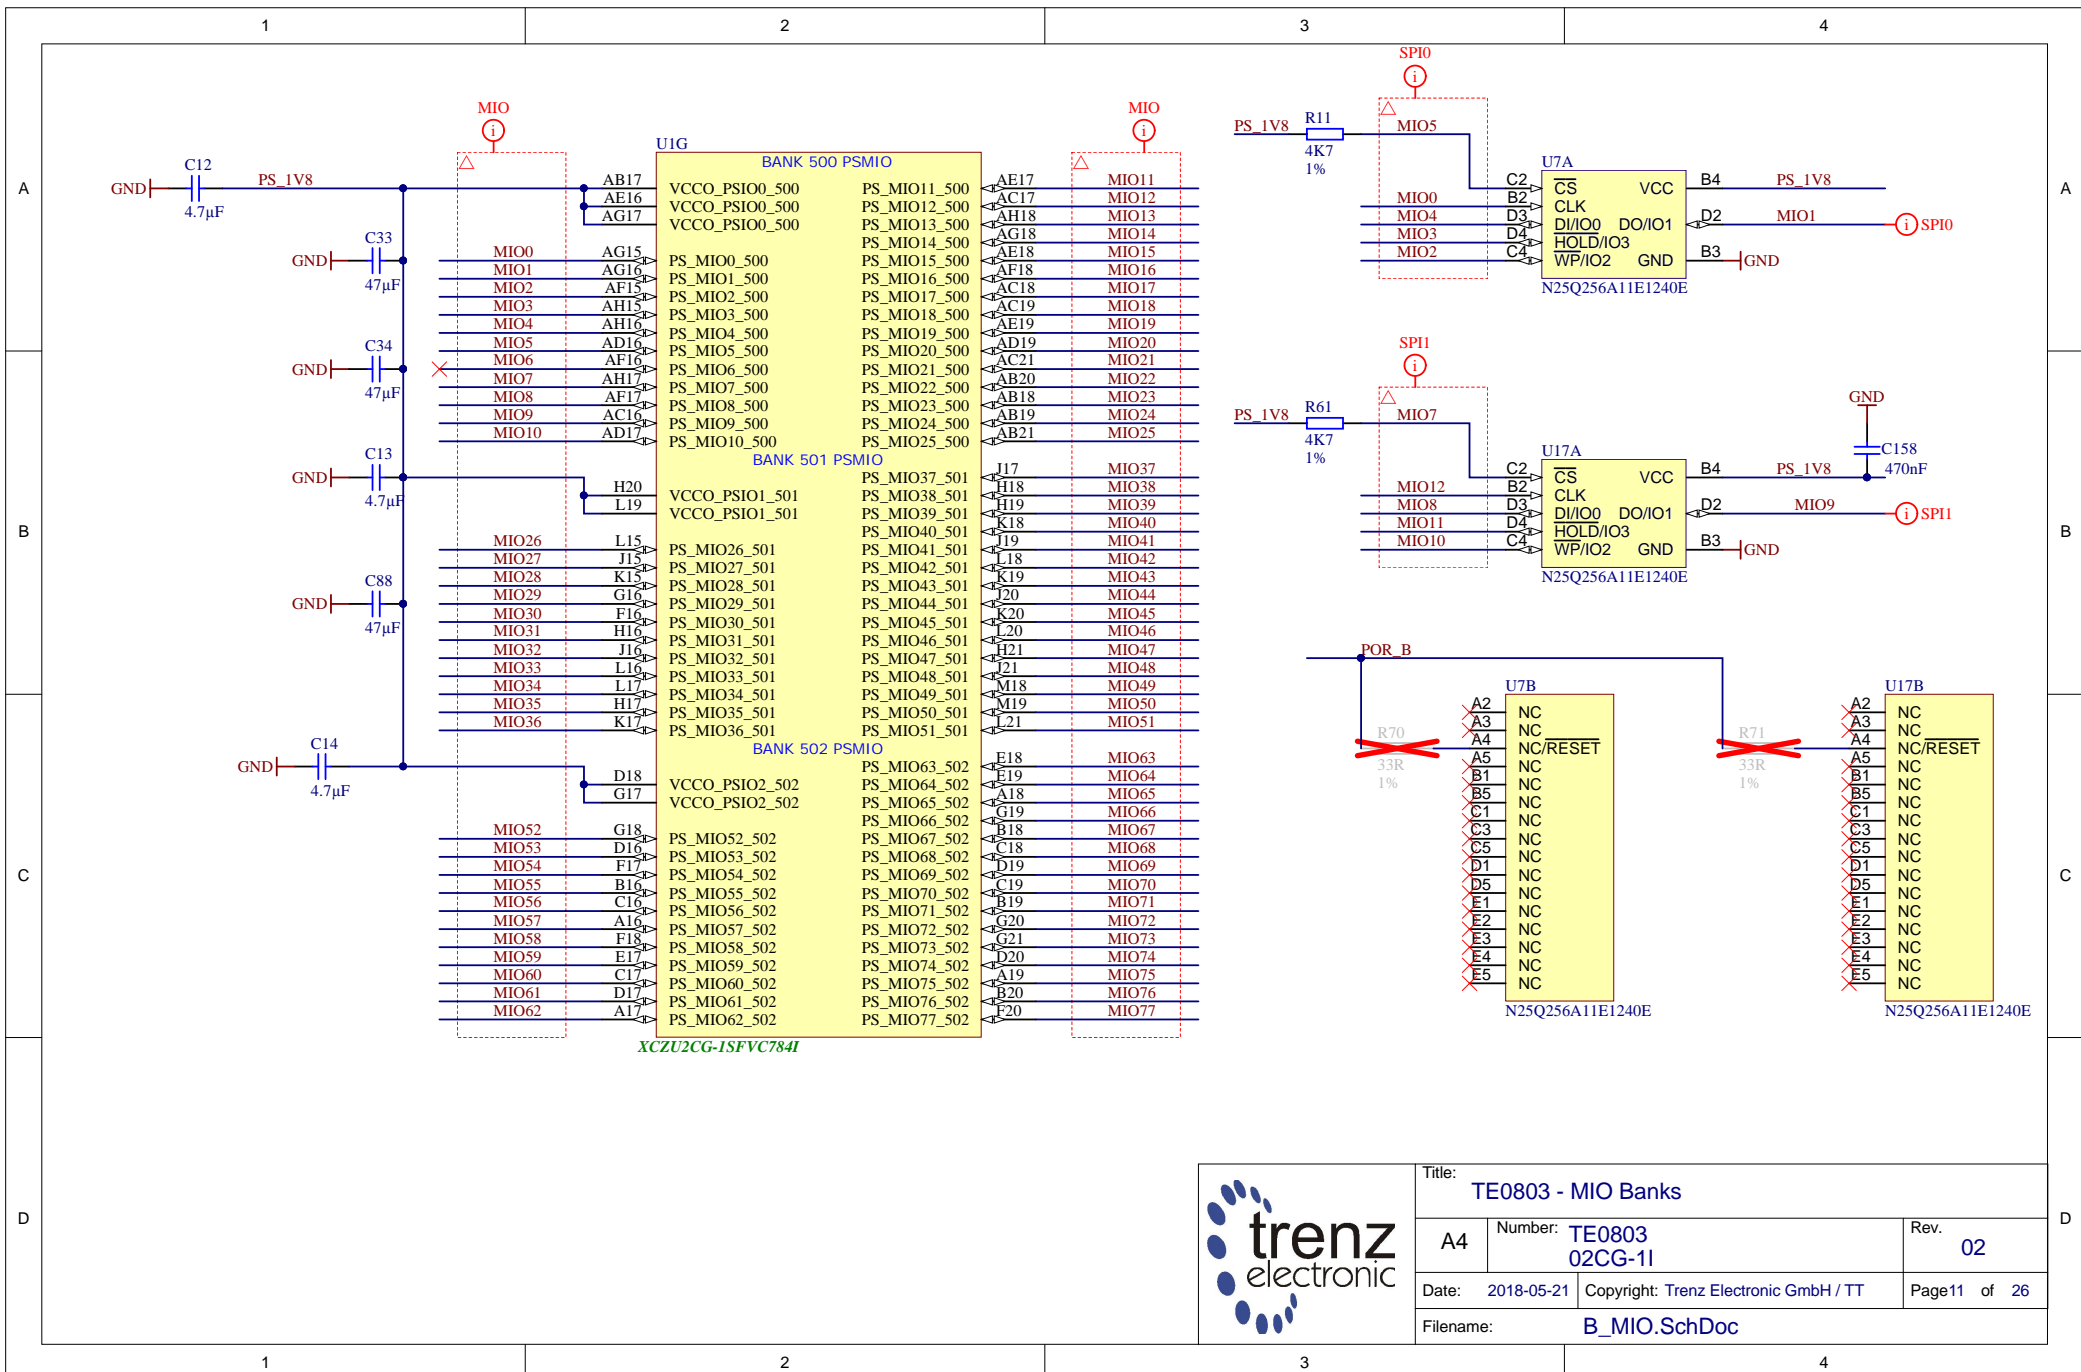 1 2 3 4
A
B
C
D
A
B
C
D
C12
GND
4.7µF
PS_1V8
C33
GND
47µF
C34
GND
47µF
C13
GND
4.7µF
C88
GND
47µF
C14
GND
4.7µF
MIO
i
MIO
i
U1G
BANK 500 PSMIO
AB17 VCCO_PSIO0_500
AE16 VCCO_PSIO0_500
AG17 VCCO_PSIO0_500
MIO0 AG15 PS_MIO0_500
MIO1 AG16 PS_MIO1_500
MIO2 AF15 PS_MIO2_500
MIO3 AH15 PS_MIO3_500
MIO4 AH16 PS_MIO4_500
MIO5 AD16 PS_MIO5_500
MIO6 AF16 PS_MIO6_500
MIO7 AH17 PS_MIO7_500
MIO8 AF17 PS_MIO8_500
MIO9 AC16 PS_MIO9_500
MIO10 AD17 PS_MIO10_500
PS_MIO11_500 AE17 MIO11
PS_MIO12_500 AC17 MIO12
PS_MIO13_500 AH18 MIO13
PS_MIO14_500 AG18 MIO14
PS_MIO15_500 AE18 MIO15
PS_MIO16_500 AF18 MIO16
PS_MIO17_500 AC18 MIO17
PS_MIO18_500 AC19 MIO18
PS_MIO19_500 AE19 MIO19
PS_MIO20_500 AD19 MIO20
PS_MIO21_500 AC21 MIO21
PS_MIO22_500 AB20 MIO22
PS_MIO23_500 AB18 MIO23
PS_MIO24_500 AB19 MIO24
PS_MIO25_500 AB21 MIO25
BANK 501 PSMIO
H20 VCCO_PSIO1_501
L19 VCCO_PSIO1_501
MIO26 L15 PS_MIO26_501
MIO27 J15 PS_MIO27_501
MIO28 K15 PS_MIO28_501
MIO29 G16 PS_MIO29_501
MIO30 F16 PS_MIO30_501
MIO31 H16 PS_MIO31_501
MIO32 J16 PS_MIO32_501
MIO33 L16 PS_MIO33_501
MIO34 L17 PS_MIO34_501
MIO35 H17 PS_MIO35_501
MIO36 K17 PS_MIO36_501
PS_MIO37_501 J17 MIO37
PS_MIO38_501 H18 MIO38
PS_MIO39_501 H19 MIO39
PS_MIO40_501 K18 MIO40
PS_MIO41_501 J19 MIO41
PS_MIO42_501 L18 MIO42
PS_MIO43_501 K19 MIO43
PS_MIO44_501 J20 MIO44
PS_MIO45_501 K20 MIO45
PS_MIO46_501 L20 MIO46
PS_MIO47_501 H21 MIO47
PS_MIO48_501 J21 MIO48
PS_MIO49_501 M18 MIO49
PS_MIO50_501 M19 MIO50
PS_MIO51_501 L21 MIO51
BANK 502 PSMIO
D18 VCCO_PSIO2_502
G17 VCCO_PSIO2_502
MIO52 G18 PS_MIO52_502
MIO53 D16 PS_MIO53_502
MIO54 F17 PS_MIO54_502
MIO55 B16 PS_MIO55_502
MIO56 C16 PS_MIO56_502
MIO57 A16 PS_MIO57_502
MIO58 F18 PS_MIO58_502
MIO59 E17 PS_MIO59_502
MIO60 C17 PS_MIO60_502
MIO61 D17 PS_MIO61_502
MIO62 A17 PS_MIO62_502
PS_MIO63_502 E18 MIO63
PS_MIO64_502 E19 MIO64
PS_MIO65_502 A18 MIO65
PS_MIO66_502 G19 MIO66
PS_MIO67_502 B18 MIO67
PS_MIO68_502 C18 MIO68
PS_MIO69_502 D19 MIO69
PS_MIO70_502 C19 MIO70
PS_MIO71_502 B19 MIO71
PS_MIO72_502 G20 MIO72
PS_MIO73_502 G21 MIO73
PS_MIO74_502 D20 MIO74
PS_MIO75_502 A19 MIO75
PS_MIO76_502 B20 MIO76
PS_MIO77_502 F20 MIO77
XCZU2CG-1SFVC784I
SPI0
i
PS_1V8 R11 MIO5
4K7
1%
U7A
C2 CS VCC B4 PS_1V8
MIO0 B2 CLK
MIO4 D3 DI/IO0 DO/IO1 D2 MIO1 i SPI0
MIO3 D4 HOLD/IO3
MIO2 C4 WP/IO2 GND B3 GND
N25Q256A11E1240E
SPI1
i
PS_1V8 R61 MIO7
4K7
1%
GND
C158
470nF
U17A
C2 CS VCC B4 PS_1V8
MIO12 B2 CLK
MIO8 D3 DI/IO0 DO/IO1 D2 MIO9 i SPI1
MIO11 D4 HOLD/IO3
MIO10 C4 WP/IO2 GND B3 GND
N25Q256A11E1240E
POR_B
R70
33R
1%
U7B
A2 NC
A3 NC
A4 NC/RESET
A5 NC
B1 NC
B5 NC
C1 NC
C3 NC
C5 NC
D1 NC
D5 NC
E1 NC
E2 NC
E3 NC
E4 NC
E5 NC
N25Q256A11E1240E
R71
33R
1%
U17B
A2 NC
A3 NC
A4 NC/RESET
A5 NC
B1 NC
B5 NC
C1 NC
C3 NC
C5 NC
D1 NC
D5 NC
E1 NC
E2 NC
E3 NC
E4 NC
E5 NC
N25Q256A11E1240E
trenz
electronic
Title:
TE0803 - MIO Banks
A4
Number: TE0803
02CG-1I
Rev.
02
Date: 2018-05-21
Copyright: Trenz Electronic GmbH / TT
Page11 of 26
Filename: B_MIO.SchDoc
1 2 3 4